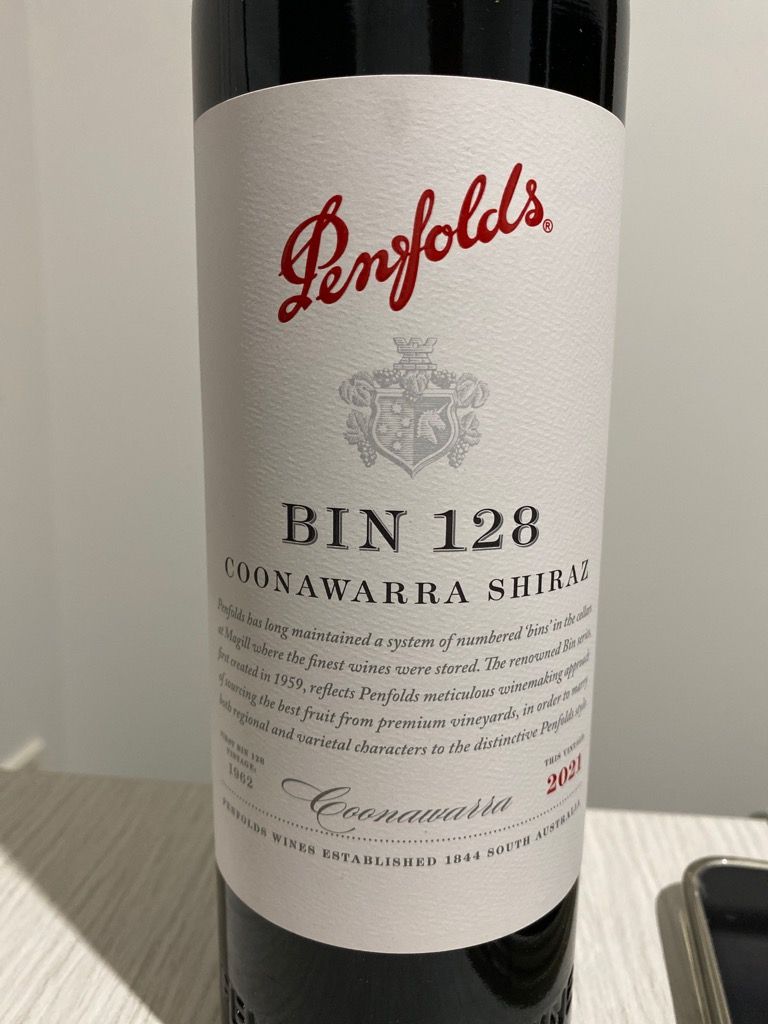 Penfolds®
BIN 128
COONAWARRA SHIRAZ
Penfolds has long maintained a system of numbered 'bins' in the cellars
at Magill where the finest wines were stored. The renowned Bin series,
first created in 1959, reflects Penfolds meticulous winemaking approach
of sourcing the best fruit from premium vineyards, in order to marry
both regional and varietal characters to the distinctive Penfolds style.
FIRST BIN 128
VINTAGE:
1962
THIS VINTAGE:
2021
Coonawarra
PENFOLDS WINES ESTABLISHED 1844 SOUTH AUSTRALIA